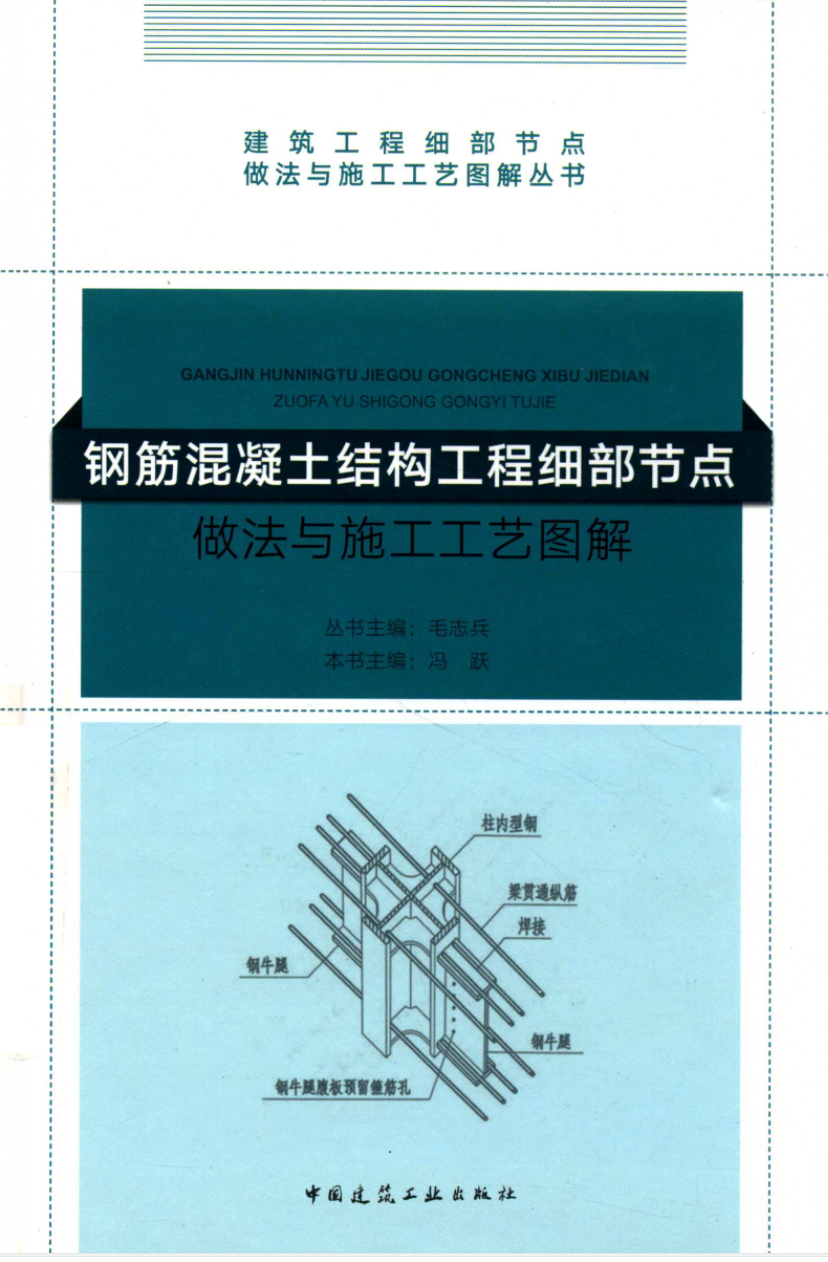 建筑工程细部节点
做法与施工工艺图解丛书
GANGJIN HUNNINGTU JIEGOU GONGCHENG XIBU JIEDIAN
ZUOFA YU SHIGONG GONGYI TUJIE
钢筋混凝土结构工程细部节点
做法与施工工艺图解
丛书主编：毛志兵
本书主编：冯　跃
柱内型钢
梁贯通纵筋
焊接
钢牛腿
钢牛腿
钢牛腿腹板预留箍筋孔
中国建筑工业出版社